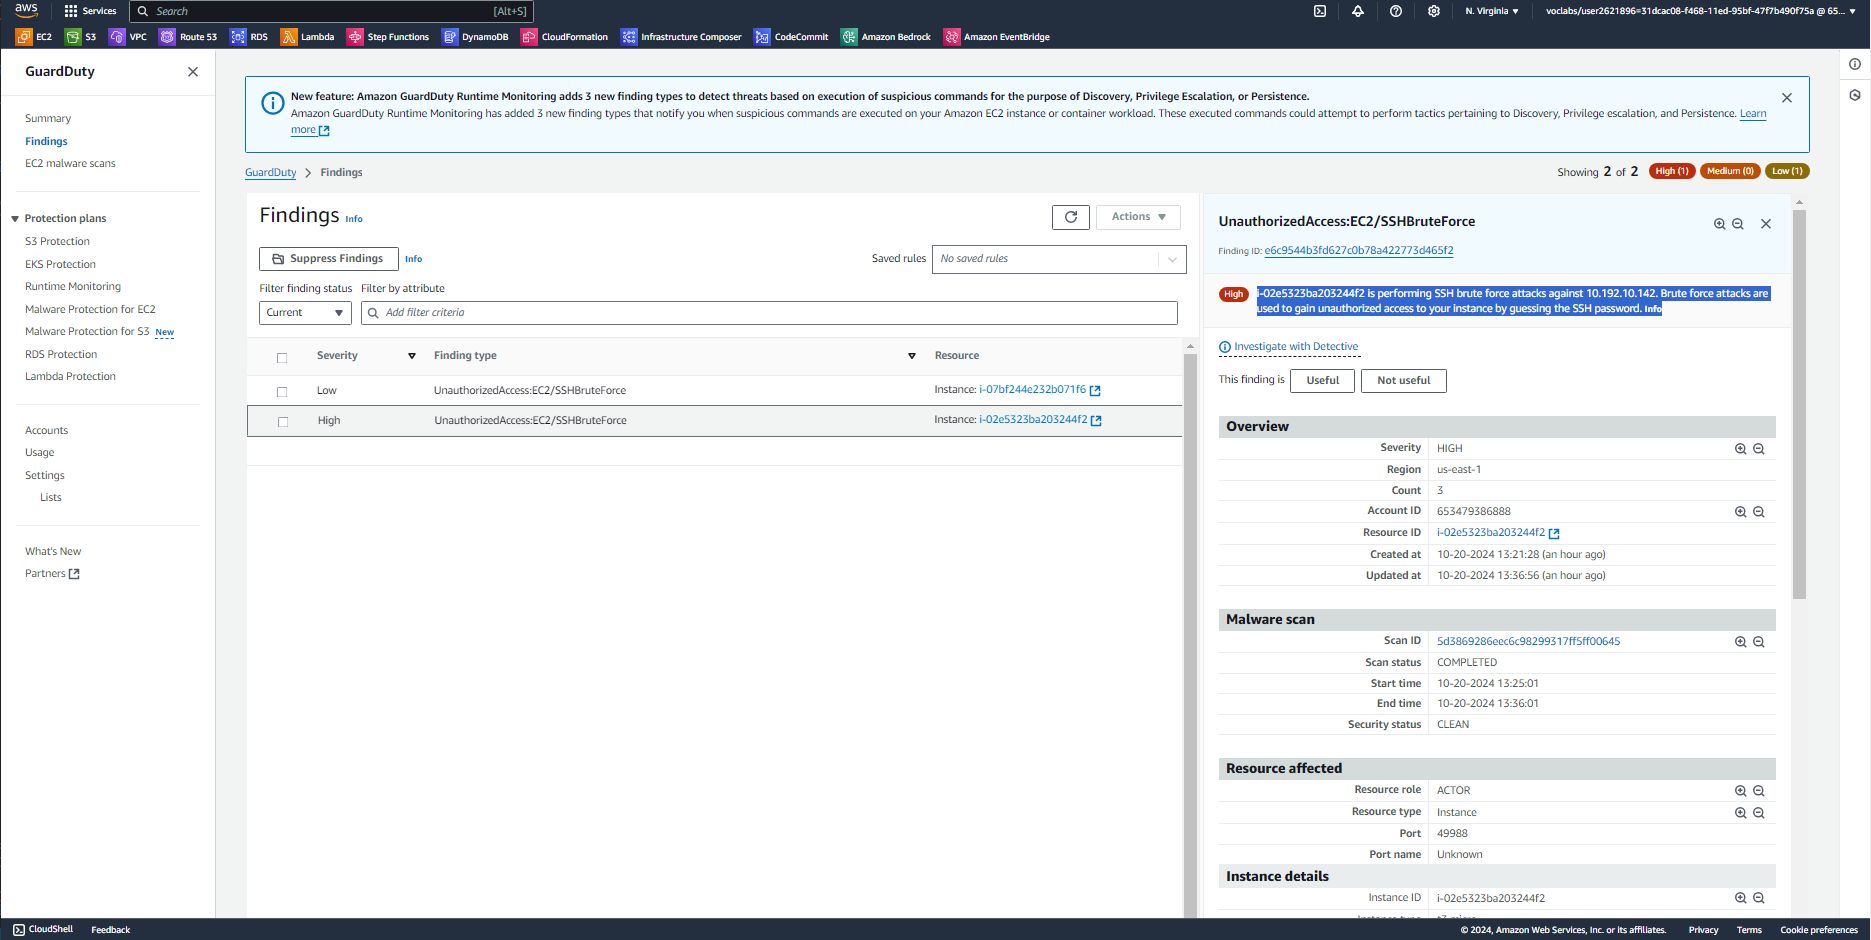 aws
Services
Search
[Alt+S]
N. Virginia
voclabs/user2621896=31dcac08-f468-11ed-95bf-47f7b490f75a @ 65...
EC2
S3
VPC
Route 53
RDS
Lambda
Step Functions
DynamoDB
CloudFormation
Infrastructure Composer
CodeCommit
Amazon Bedrock
Amazon EventBridge
GuardDuty
Summary
Findings
EC2 malware scans
Protection plans
S3 Protection
EKS Protection
Runtime Monitoring
Malware Protection for EC2
Malware Protection for S3 New
RDS Protection
Lambda Protection
Accounts
Usage
Settings
Lists
What's New
Partners
New feature: Amazon GuardDuty Runtime Monitoring adds 3 new finding types to detect threats based on execution of suspicious commands for the purpose of Discovery, Privilege Escalation, or Persistence.
Amazon GuardDuty Runtime Monitoring has added 3 new finding types that notify you when suspicious commands are executed on your Amazon EC2 instance or container workload. These executed commands could attempt to perform tactics pertaining to Discovery, Privilege escalation, and Persistence. Learn
more
GuardDuty
Findings
Showing 2 of 2
High (1)
Medium (0)
Low (1)
Findings Info
Actions
Suppress Findings
Info
Saved rules
No saved rules
Filter finding status
Filter by attribute
Current
Add filter criteria
Severity
Finding type
Resource
Low
UnauthorizedAccess:EC2/SSHBruteForce
Instance: i-07bf244e232b071f6
High
UnauthorizedAccess:EC2/SSHBruteForce
Instance: i-02e5323ba203244f2
UnauthorizedAccess:EC2/SSHBruteForce
Finding ID: e6c9544b3fd627c0b78a422773d465f2
High
i-02e5323ba203244f2 is performing SSH brute force attacks against 10.192.10.142. Brute force attacks are
used to gain unauthorized access to your instance by guessing the SSH password. Info
Investigate with Detective
This finding is
Useful
Not useful
Overview
Severity HIGH
Region us-east-1
Count 3
Account ID 653479386888
Resource ID i-02e5323ba203244f2
Created at 10-20-2024 13:21:28 (an hour ago)
Updated at 10-20-2024 13:36:56 (an hour ago)
Malware scan
Scan ID 5d3869286eec6c98299317ff5ff00645
Scan status COMPLETED
Start time 10-20-2024 13:25:01
End time 10-20-2024 13:36:01
Security status CLEAN
Resource affected
Resource role ACTOR
Resource type Instance
Port 49988
Port name Unknown
Instance details
Instance ID i-02e5323ba203244f2
CloudShell
Feedback
© 2024, Amazon Web Services, Inc. or its affiliates.
Privacy
Terms
Cookie preferences